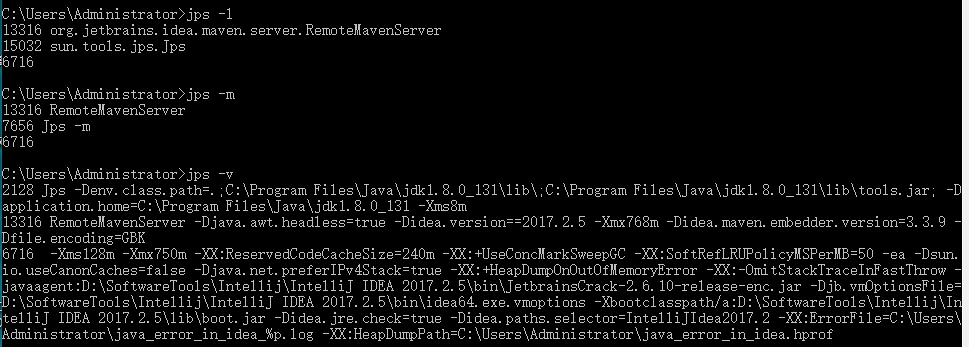 C:\Users\Administrator>jps -l
13316 org.jetbrains.idea.maven.server.RemoteMavenServer
15032 sun.tools.jps.Jps
6716
C:\Users\Administrator>jps -m
13316 RemoteMavenServer
7656 Jps -m
6716
C:\Users\Administrator>jps -v
2128 Jps -Denv.class.path=.;C:\Program Files\Java\jdk1.8.0_131\lib\;C:\Program Files\Java\jdk1.8.0_131\lib\tools.jar; -D
application.home=C:\Program Files\Java\jdk1.8.0_131 -Xms8m
13316 RemoteMavenServer -Djava.awt.headless=true -Didea.version==2017.2.5 -Xmx768m -Didea.maven.embedder.version=3.3.9 -
Dfile.encoding=GBK
6716  -Xms128m -Xmx750m -XX:ReservedCodeCacheSize=240m -XX:+UseConcMarkSweepGC -XX:SoftRefLRUPolicyMSPerMB=50 -ea -Dsun.
io.useCanonCaches=false -Djava.net.preferIPv4Stack=true -XX:+HeapDumpOnOutOfMemoryError -XX:-OmitStackTraceInFastThrow -
javaagent:D:\SoftwareTools\Intellij\IntelliJ IDEA 2017.2.5\bin\JetbrainsCrack-2.6.10-release-enc.jar -Djb.vmOptionsFile=
D:\SoftwareTools\Intellij\IntelliJ IDEA 2017.2.5\bin\idea64.exe.vmoptions -Xbootclasspath/a:D:\SoftwareTools\Intellij\In
telliJ IDEA 2017.2.5\lib\boot.jar -Didea.jre.check=true -Didea.paths.selector=IntelliJIdea2017.2 -XX:ErrorFile=C:\Users\
Administrator\java_error_in_idea_%p.log -XX:HeapDumpPath=C:\Users\Administrator\java_error_in_idea.hprof